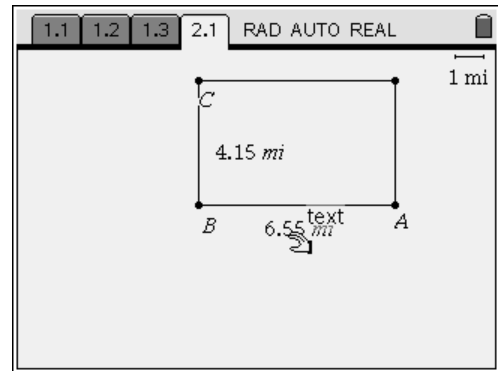 1.1 1.2 1.3 2.1 RAD AUTO REAL
1 mi
C
4.15 mi
text
B 6.55 mi A